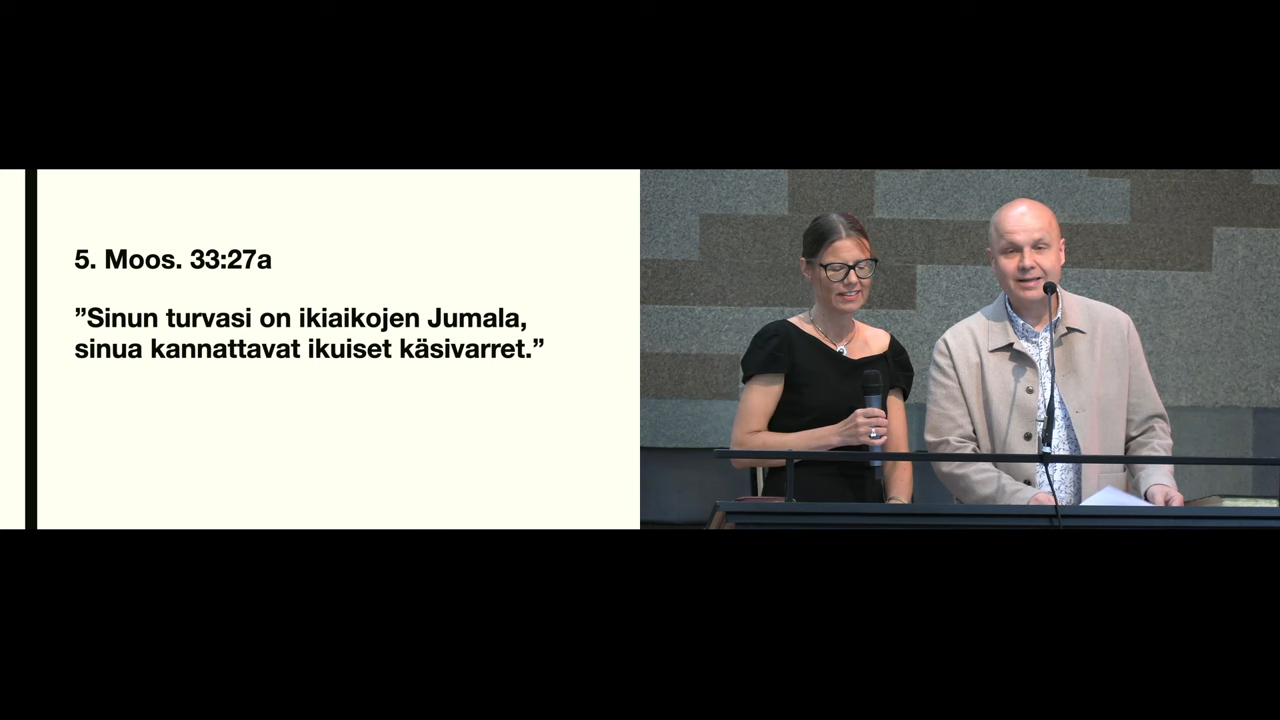 5. Moos. 33:27a
”Sinun turvasi on ikiaikojen Jumala,
sinua kannattavat ikuiset käsivarret.”